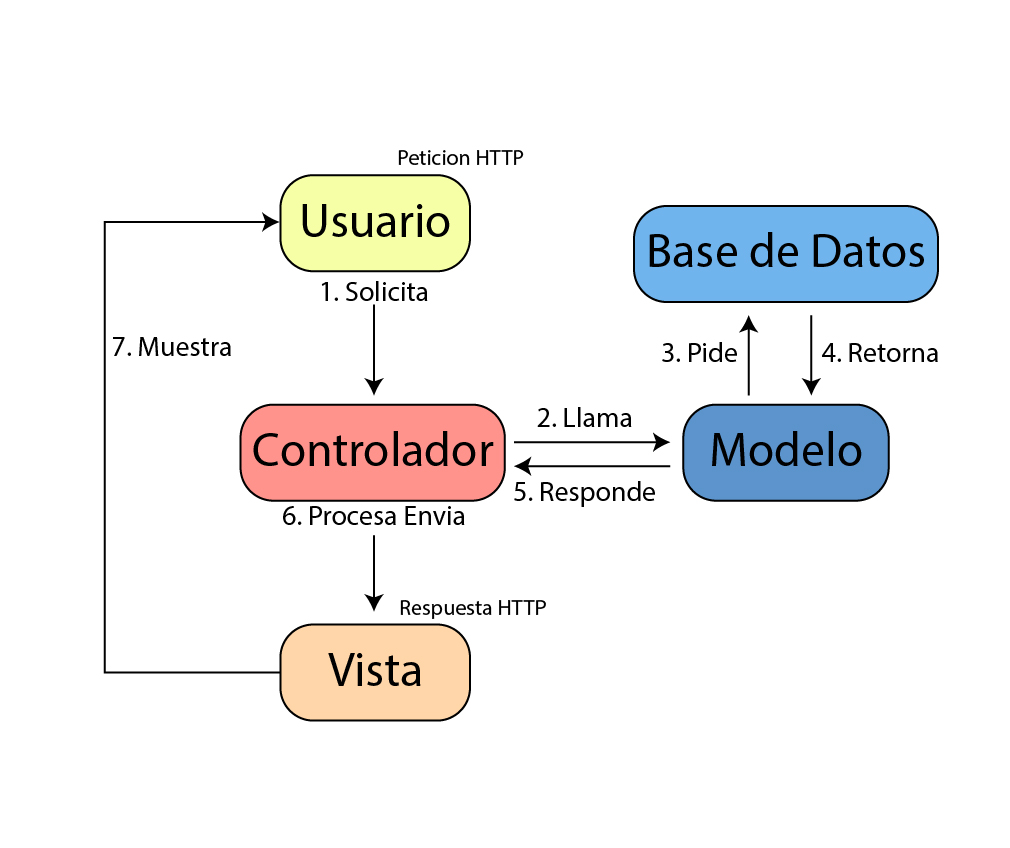 Peticion HTTP
Usuario
Base de Datos
1. Solicita
7. Muestra
3. Pide
4. Retorna
2. Llama
Controlador
Modelo
5. Responde
6. Procesa Envia
Respuesta HTTP
Vista